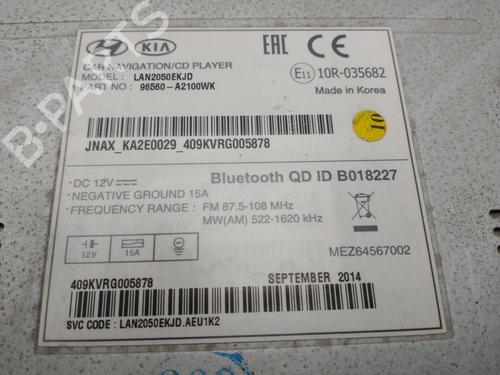 HYUNDAI KIA
EAC CE
CAR NAVIGATION/CD PLAYER
MODEL : LAN2050EKJD
PART NO : 96560-A2100WK
E11 10R-035682
Made in Korea
JNAX_KA2E0029_409KVRG005878
10
DC 12V
NEGATIVE GROUND 15A
FREQUENCY RANGE : FM 87.5-108 MHz
MW(AM) 522-1620 kHz
Bluetooth QD ID B018227
12V
15A
MEZ64567002
409KVRG005878
SEPTEMBER 2014
SVC CODE : LAN2050EKJD.AEU1K2
B-PARTS